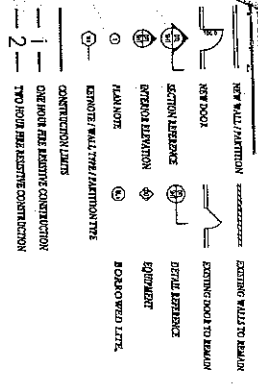 NEW WALL/PARTITION
EXISTING WALLS TO REMAIN
NEW DOOR
EXISTING DOOR TO REMAIN
SECTION REFERENCE
DETAIL REFERENCE
INTERIOR ELEVATION
EQUIPMENT
PLAN NOTE
BORROWED LITE.
KEYNOTE/WALL TYPE/PARTITION TYPE
CONSTRUCTION LIMITS
1 ONE HOUR FIRE RESISTIVE CONSTRUCTION
2 TWO HOUR FIRE RESISTIVE CONSTRUCTION